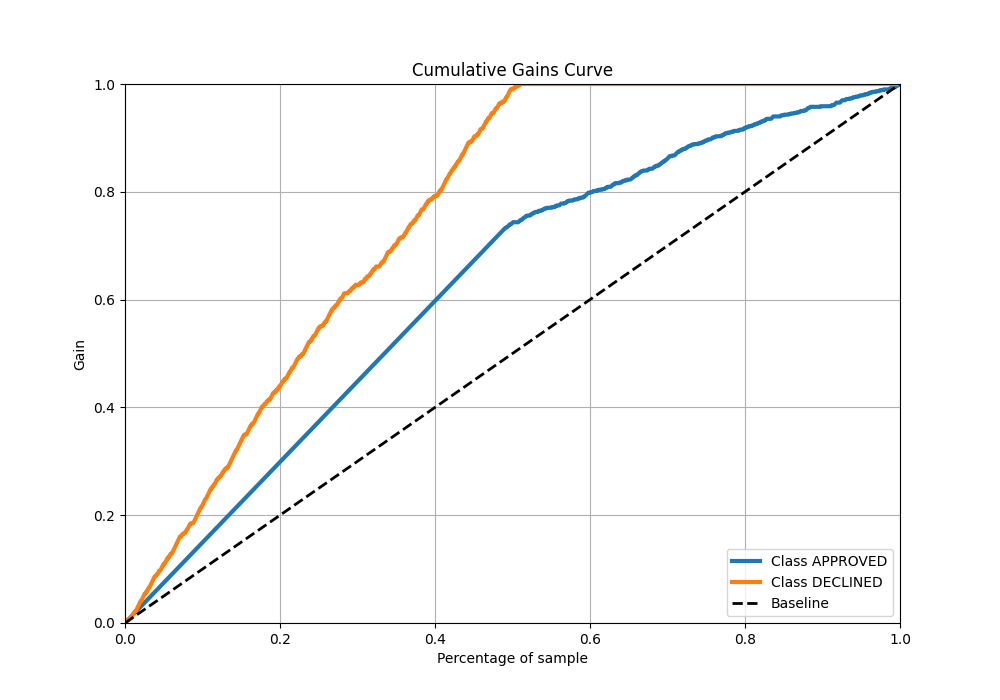 Cumulative Gains Curve
1.0
0.8
0.6
0.4
0.2
0.0
Gain
0.0 0.2 0.4 0.6 0.8 1.0
Percentage of sample
Class APPROVED
Class DECLINED
Baseline